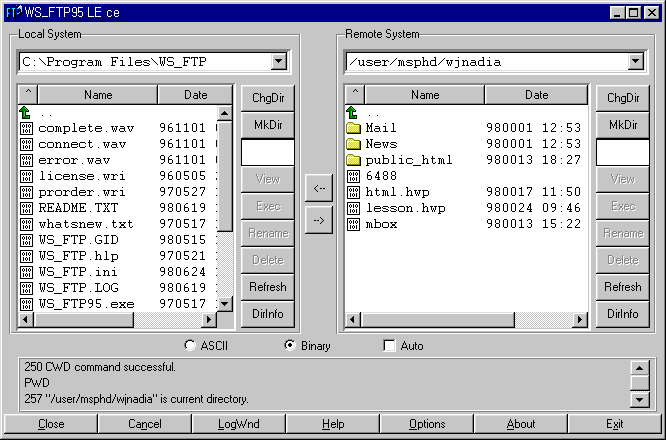 WS_FTP95 LE ce
Local System
C:\Program Files\WS_FTP
^ Name Date
..
complete.wav 961101
connect.wav 961101
error.wav 961101
license.wri 960505
prorder.wri 970527
README.TXT 980619
whatsnew.txt 970517
WS_FTP.GID 980515
WS_FTP.hlp 970521
WS_FTP.ini 980624
WS_FTP.LOG 980619
WS_FTP95.exe 970517
ChgDir
MkDir
View
Exec
Rename
Delete
Refresh
DirInfo
<--
-->
Remote System
/user/msphd/wjnadia
^ Name Date
..
Mail 980001 12:53
News 980001 12:53
public_html 980013 18:27
6488
html.hwp 980017 11:50
lesson.hwp 980024 09:46
mbox 980013 15:22
ChgDir
MkDir
View
Exec
Rename
Delete
Refresh
DirInfo
ASCII Binary Auto
250 CWD command successful.
PWD
257 "/user/msphd/wjnadia" is current directory.
Close Cancel LogWnd Help Options About Exit